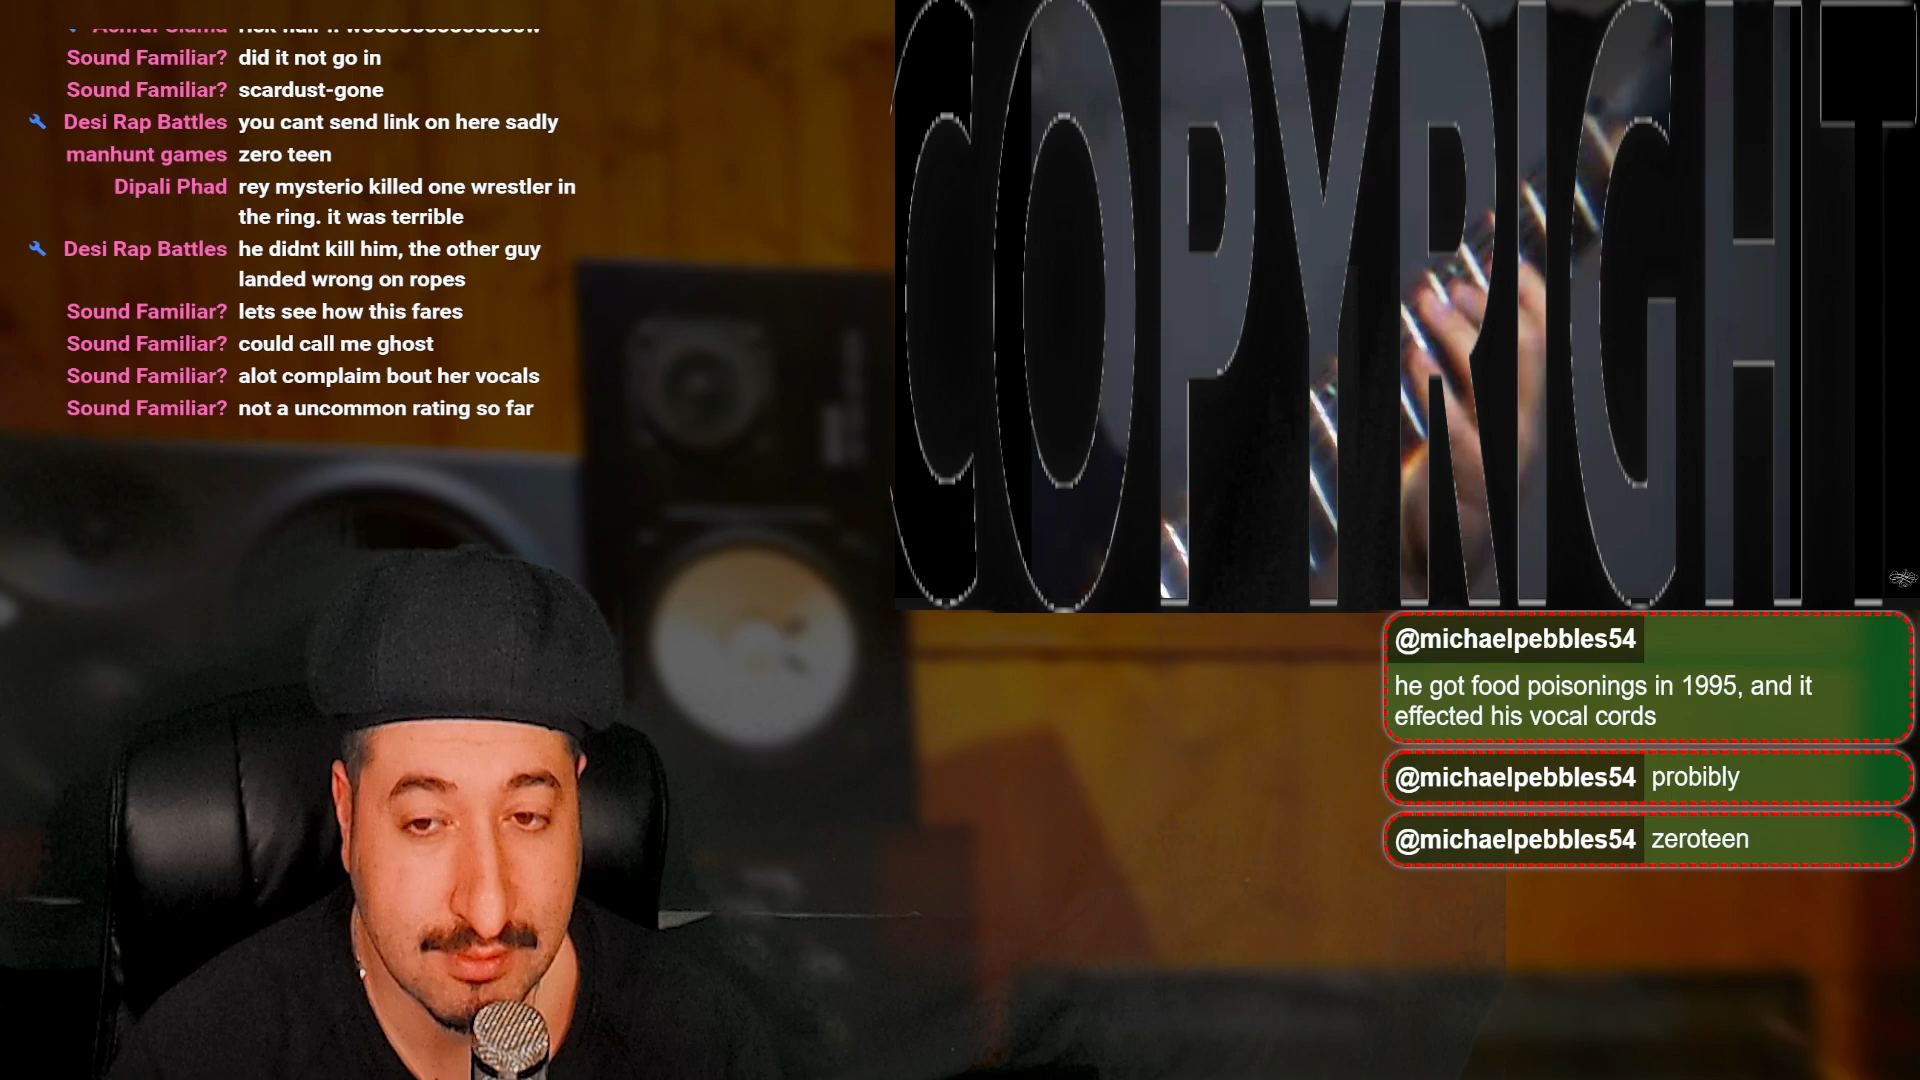 Sound Familiar? did it not go in
Sound Familiar? scardust-gone
Desi Rap Battles you cant send link on here sadly
manhunt games zero teen
Dipali Phad rey mysterio killed one wrestler in
the ring. it was terrible
Desi Rap Battles he didnt kill him, the other guy
landed wrong on ropes
Sound Familiar? lets see how this fares
Sound Familiar? could call me ghost
Sound Familiar? alot complaim bout her vocals
Sound Familiar? not a uncommon rating so far
COPYRIGHT
@michaelpebbles54
he got food poisonings in 1995, and it
effected his vocal cords
@michaelpebbles54 probibly
@michaelpebbles54 zeroteen